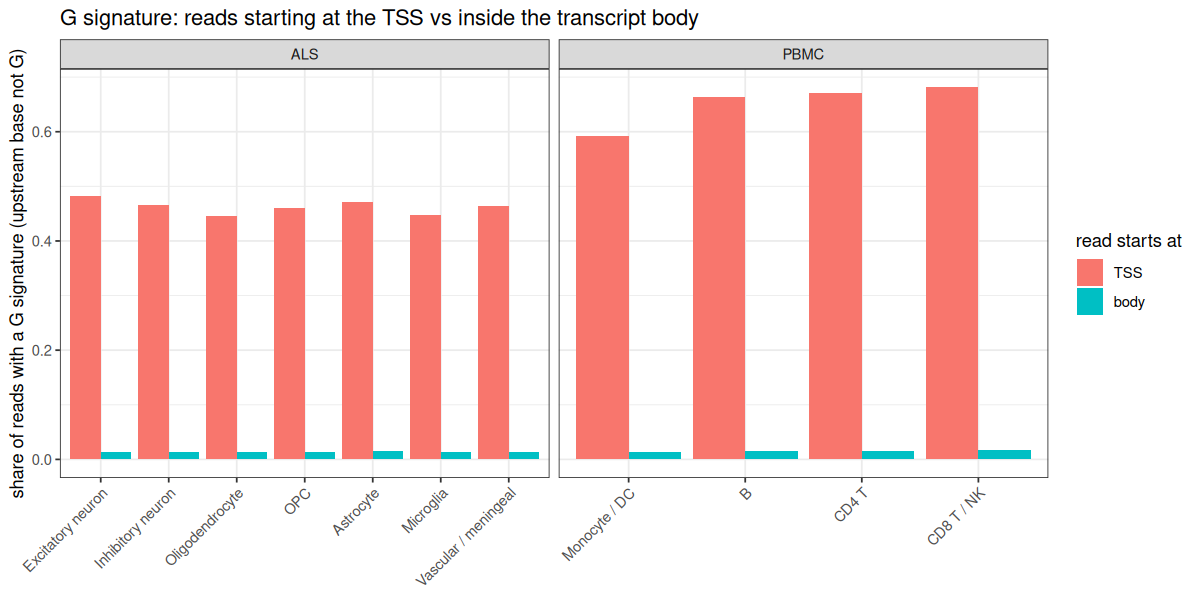 G signature: reads starting at the TSS vs inside the transcript body
ALS
PBMC
share of reads with a G signature (upstream base not G)
0.6
0.4
0.2
0.0
Excitatory neuron
Inhibitory neuron
Oligodendrocyte
OPC
Astrocyte
Microglia
Vascular / meningeal
Monocyte / DC
B
CD4 T
CD8 T / NK
read starts at
TSS
body